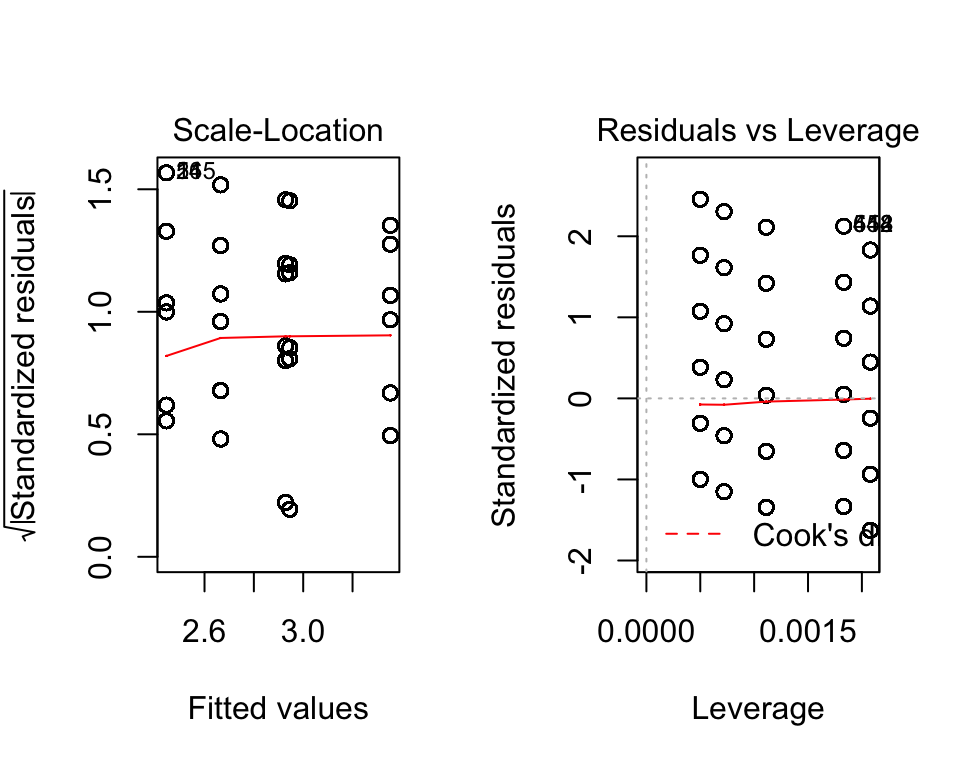 Scale-Location
√|Standardized residuals|
0.0
0.5
1.0
1.5
2.6
3.0
Fitted values
Residuals vs Leverage
Standardized residuals
-2
-1
0
1
2
Cook's d
0.0000
0.0015
Leverage